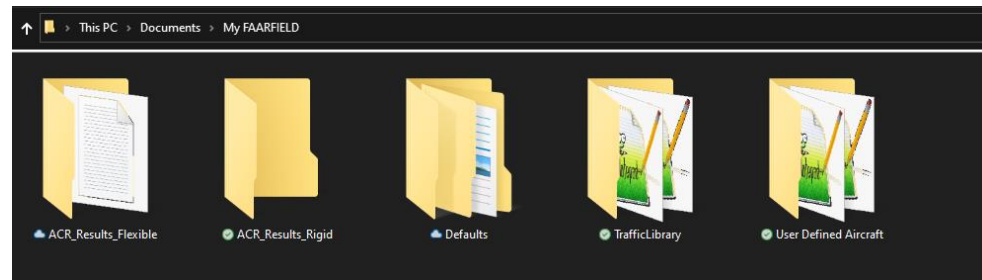 This PC > Documents > My FAARFIELD
ACR_Results_Flexible
ACR_Results_Rigid
Defaults
TrafficLibrary
User Defined Aircraft